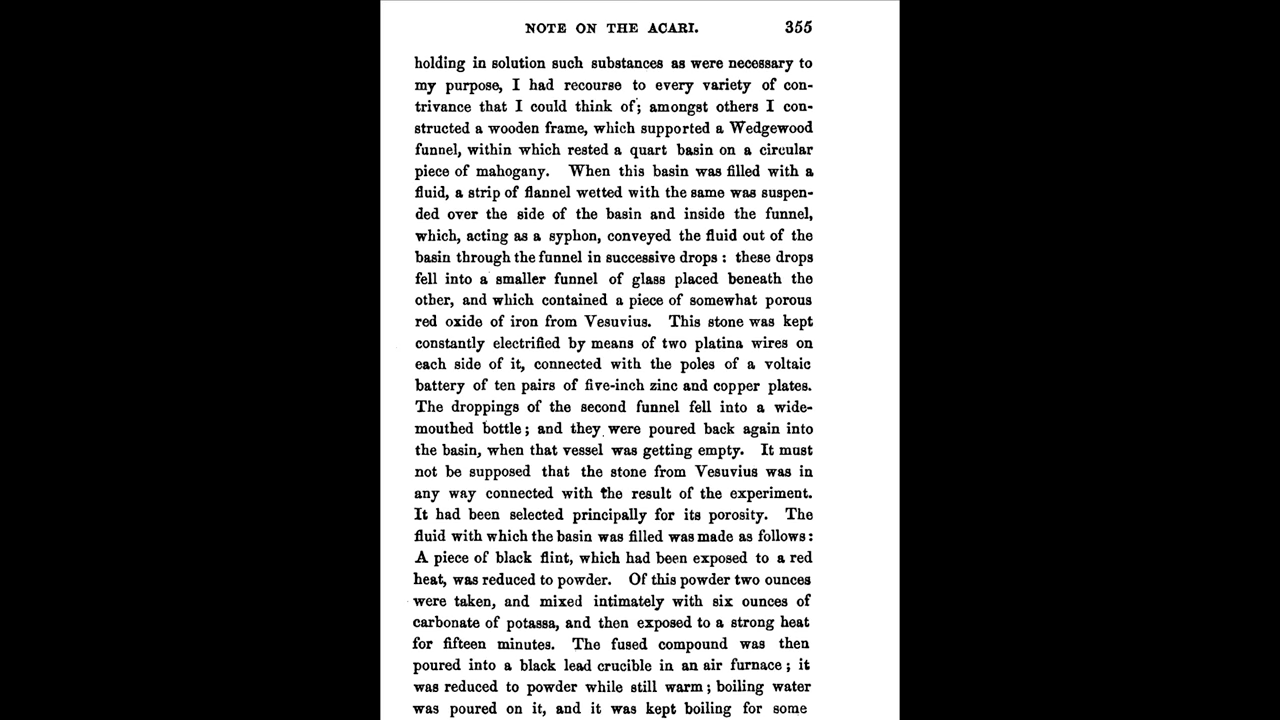 NOTE ON THE ACARI. 355
holding in solution such substances as were necessary to
my purpose, I had recourse to every variety of con-
trivance that I could think of; amongst others I con-
structed a wooden frame, which supported a Wedgewood
funnel, within which rested a quart basin on a circular
piece of mahogany. When this basin was filled with a
fluid, a strip of flannel wetted with the same was suspen-
ded over the side of the basin and inside the funnel,
which, acting as a syphon, conveyed the fluid out of the
basin through the funnel in successive drops : these drops
fell into a smaller funnel of glass placed beneath the
other, and which contained a piece of somewhat porous
red oxide of iron from Vesuvius. This stone was kept
constantly electrified by means of two platina wires on
each side of it, connected with the poles of a voltaic
battery of ten pairs of five-inch zinc and copper plates.
The droppings of the second funnel fell into a wide-
mouthed bottle ; and they were poured back again into
the basin, when that vessel was getting empty. It must
not be supposed that the stone from Vesuvius was in
any way connected with the result of the experiment.
It had been selected principally for its porosity. The
fluid with which the basin was filled was made as follows :
A piece of black flint, which had been exposed to a red
heat, was reduced to powder. Of this powder two ounces
were taken, and mixed intimately with six ounces of
carbonate of potassa, and then exposed to a strong heat
for fifteen minutes. The fused compound was then
poured into a black lead crucible in an air furnace ; it
was reduced to powder while still warm ; boiling water
was poured on it, and it was kept boiling for some